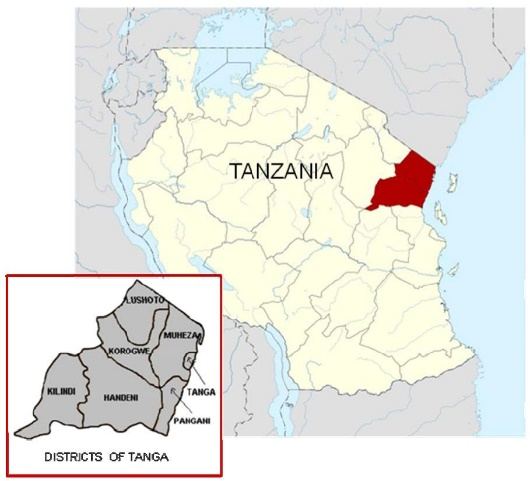 TANZANIA
LUSHOTO
MUHEZA
KOROGWE
KILINDI
HANDENI
TANGA
PANGANI
DISTRICTS OF TANGA